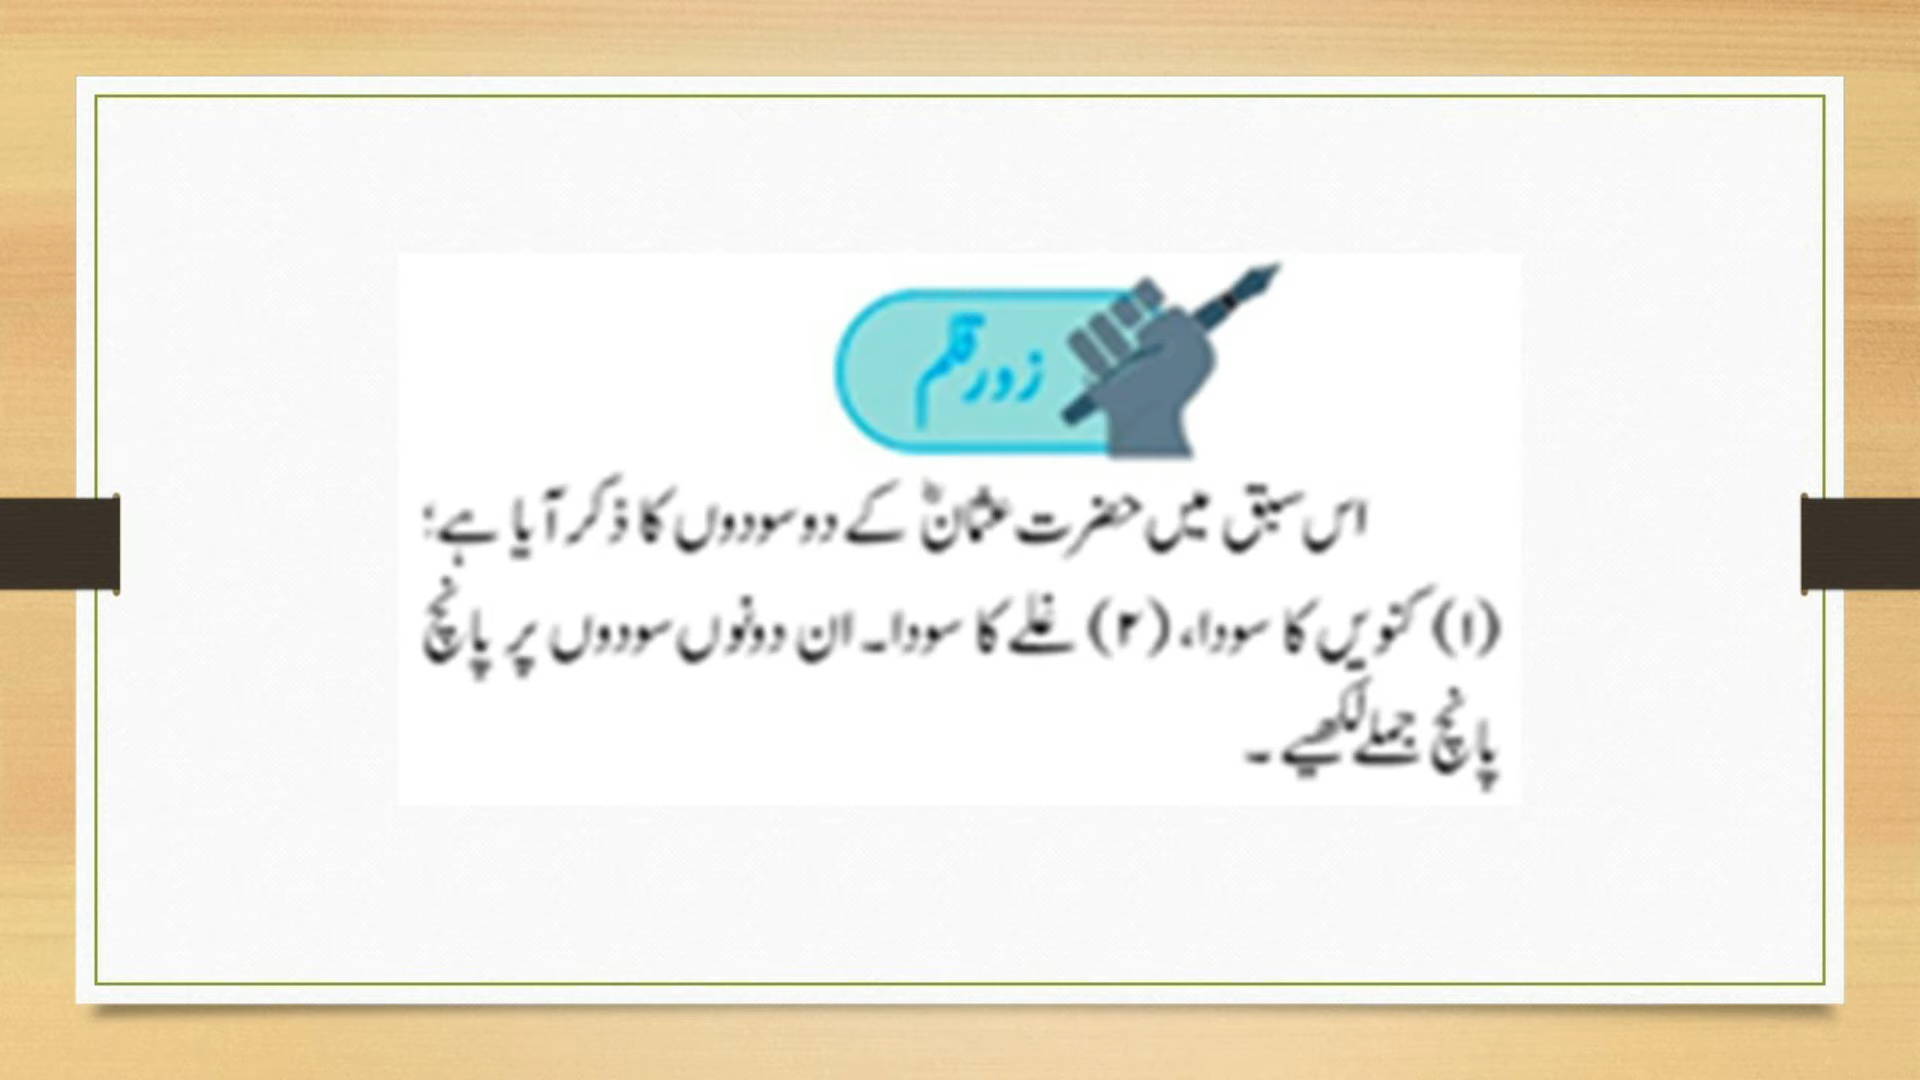 زور قلم
اس سبق میں حضرت عثمانؓ کے دو سودوں کا ذکر آیا ہے؛
(۱) کنویں کا سودا، (۲) غلے کا سودا۔ ان دونوں سودوں پر پانچ
پانچ جملے لکھیے ۔